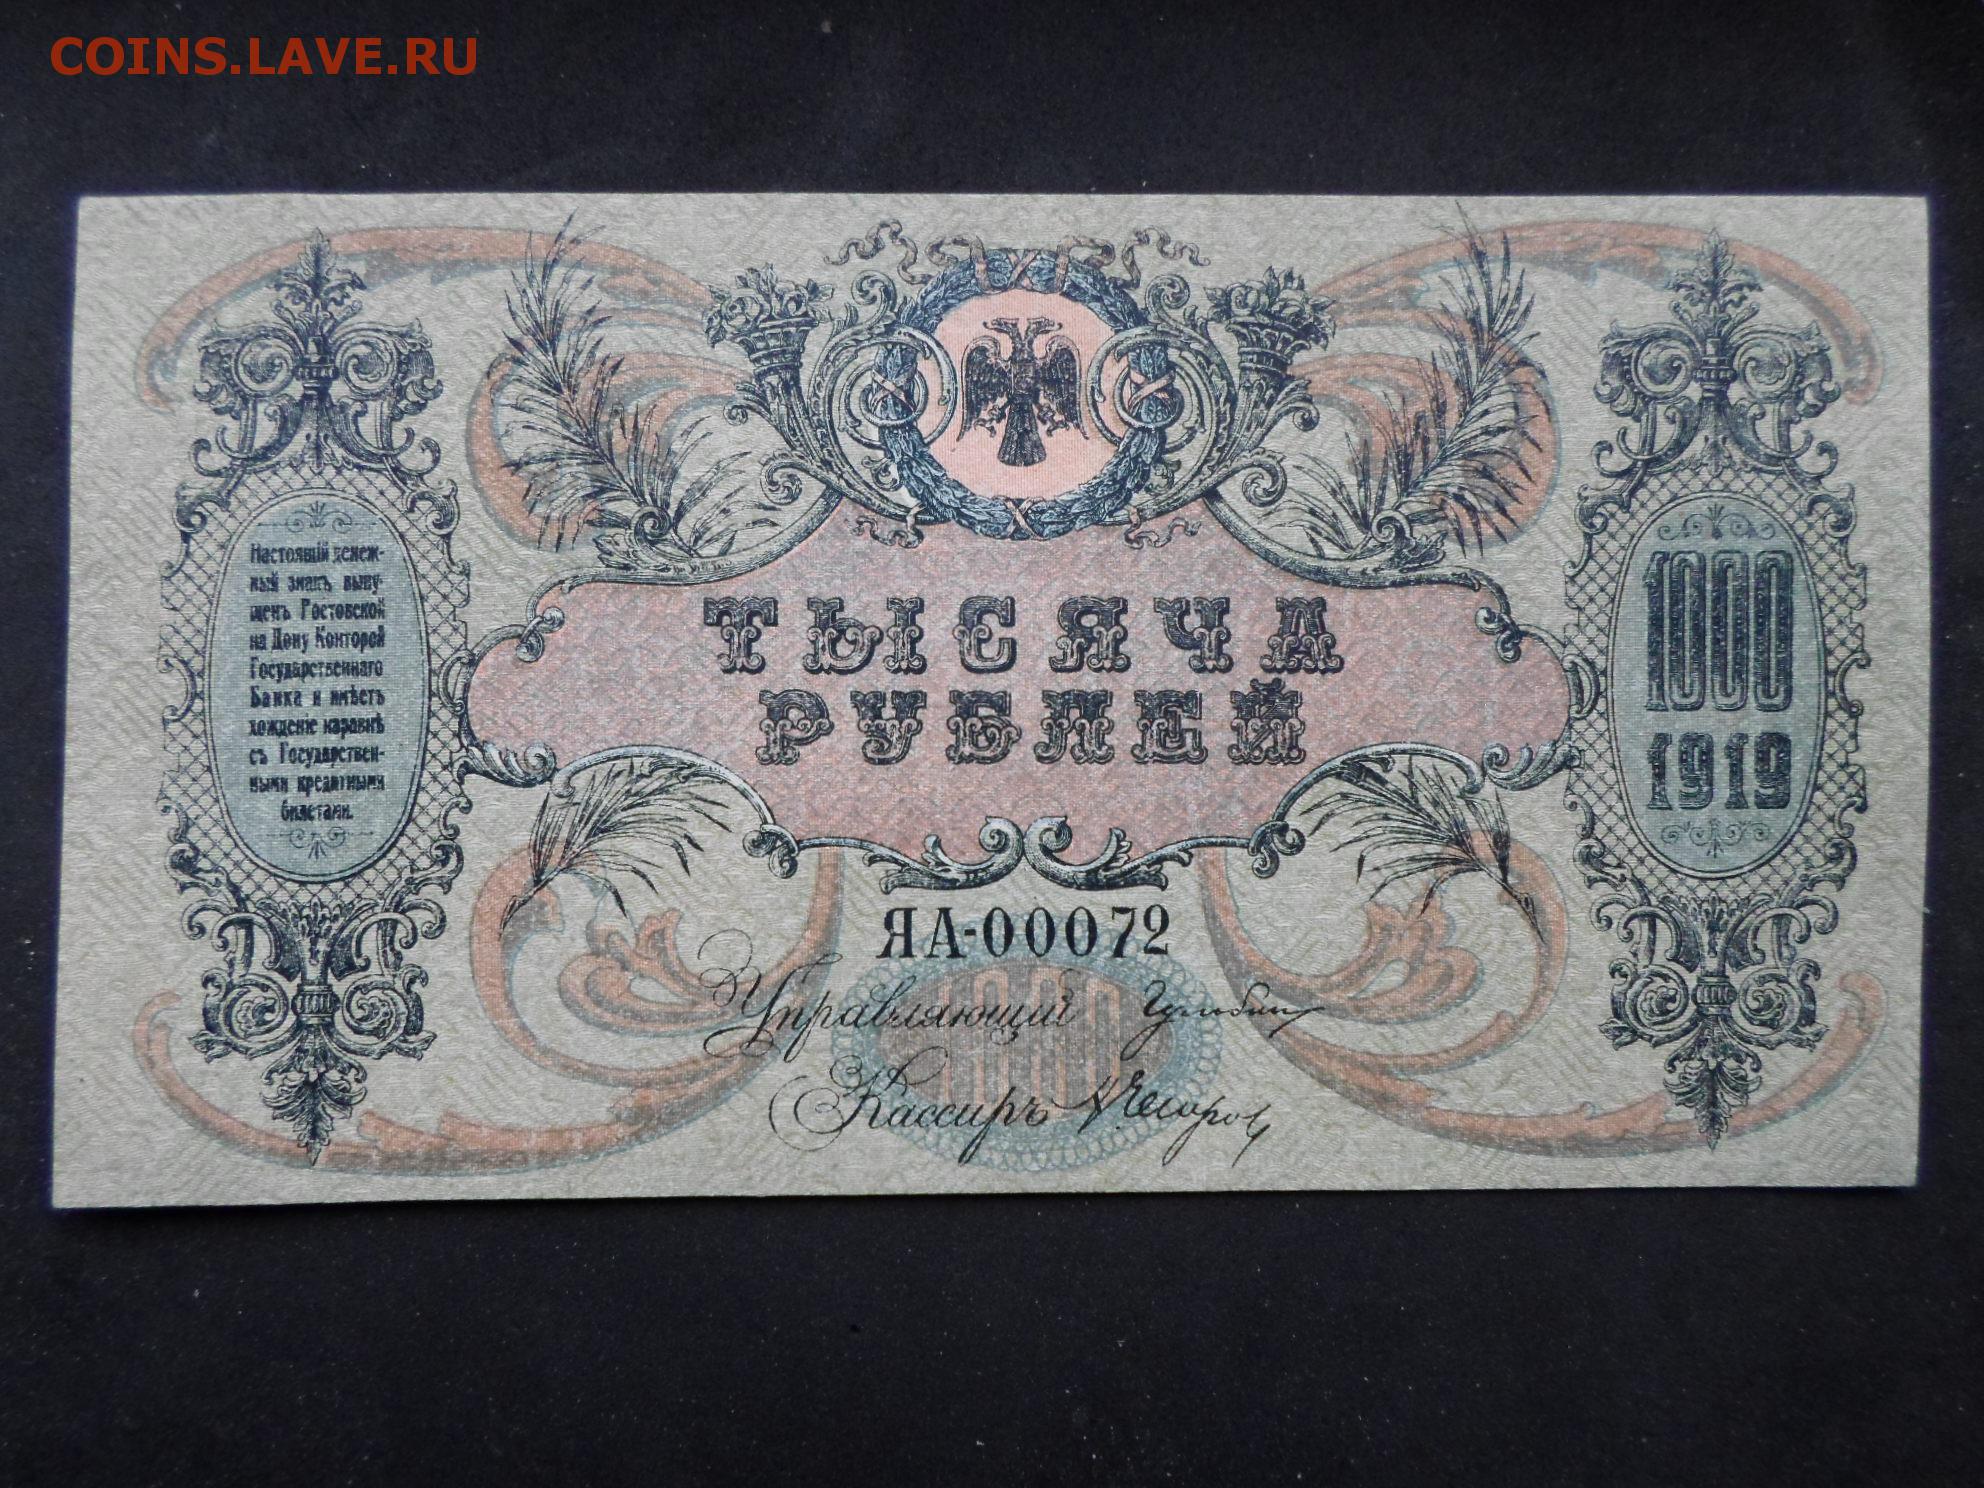 COINS.LAVE.RU
Настоящій денеж-
ный знакъ выпу-
щенъ Ростовской
на Дону Конторой
Государственнаго
Банка и имѣетъ
хожденіе наравнѣ
съ Государствен-
ными кредитными
билетами.
ТЫСЯЧА
РУБЛЕЙ
1000
1919
ЯА-00072
1000
Управляющій
Кассиръ